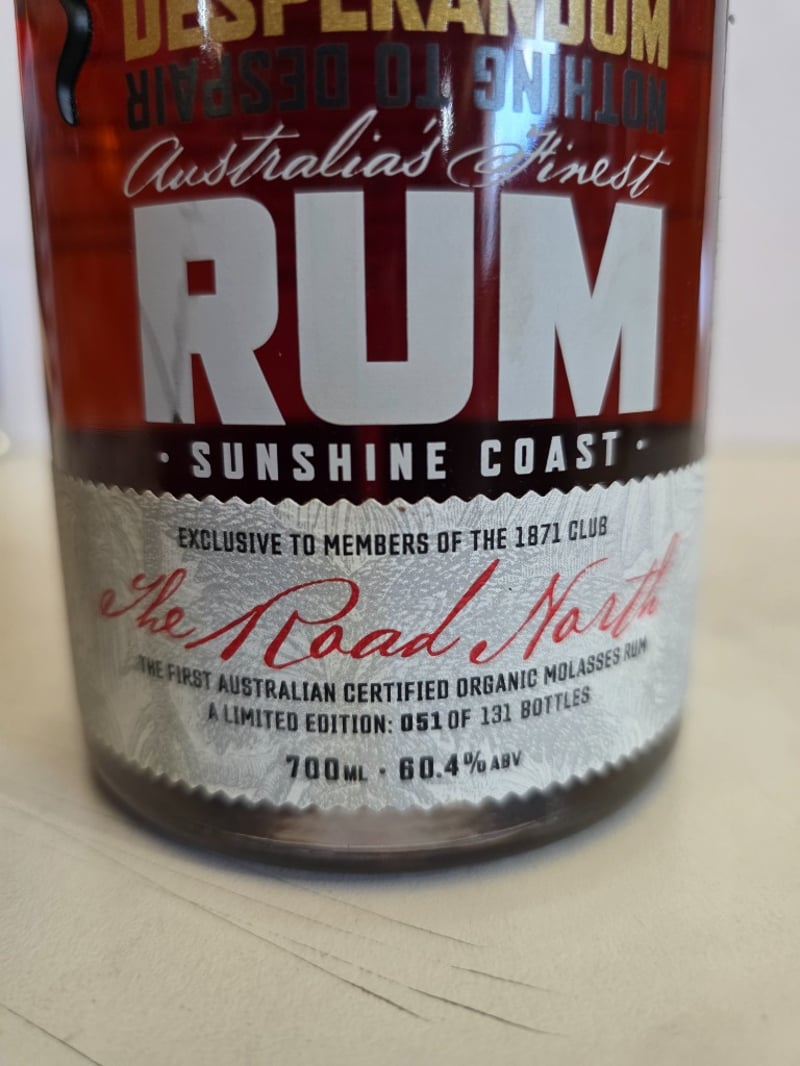 DESPERANDUM
NOTHING TO DESPAIR
Australia's Finest
RUM
· SUNSHINE COAST ·
EXCLUSIVE TO MEMBERS OF THE 1871 CLUB
The Road North
THE FIRST AUSTRALIAN CERTIFIED ORGANIC MOLASSES RUM
A LIMITED EDITION: 051 OF 131 BOTTLES
700ML · 60.4% ABV